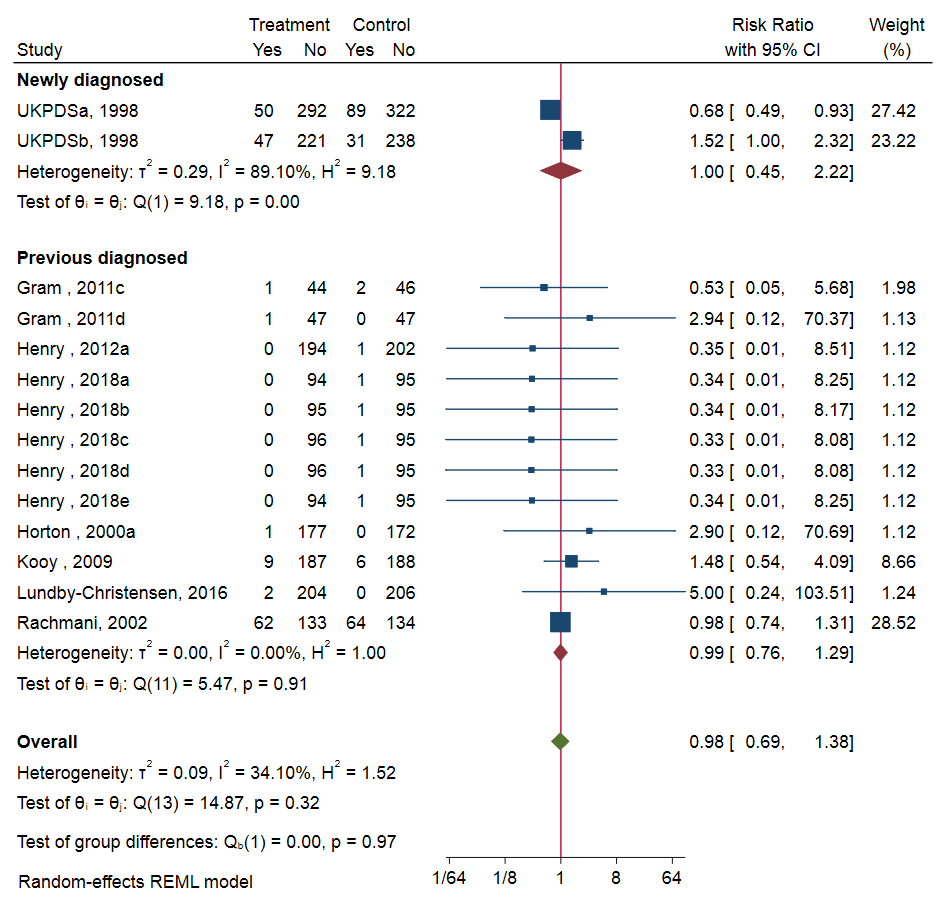 Treatment Control Risk Ratio Weight
Study Yes No Yes No with 95% CI (%)
Newly diagnosed
UKPDSa, 1998 50 292 89 322 0.68 [ 0.49, 0.93] 27.42
UKPDSb, 1998 47 221 31 238 1.52 [ 1.00, 2.32] 23.22
Heterogeneity: τ² = 0.29, I² = 89.10%, H² = 9.18 1.00 [ 0.45, 2.22]
Test of θᵢ = θⱼ: Q(1) = 9.18, p = 0.00
Previous diagnosed
Gram , 2011c 1 44 2 46 0.53 [ 0.05, 5.68] 1.98
Gram , 2011d 1 47 0 47 2.94 [ 0.12, 70.37] 1.13
Henry , 2012a 0 194 1 202 0.35 [ 0.01, 8.51] 1.12
Henry , 2018a 0 94 1 95 0.34 [ 0.01, 8.25] 1.12
Henry , 2018b 0 95 1 95 0.34 [ 0.01, 8.17] 1.12
Henry , 2018c 0 96 1 95 0.33 [ 0.01, 8.08] 1.12
Henry , 2018d 0 96 1 95 0.33 [ 0.01, 8.08] 1.12
Henry , 2018e 0 94 1 95 0.34 [ 0.01, 8.25] 1.12
Horton , 2000a 1 177 0 172 2.90 [ 0.12, 70.69] 1.12
Kooy , 2009 9 187 6 188 1.48 [ 0.54, 4.09] 8.66
Lundby-Christensen, 2016 2 204 0 206 5.00 [ 0.24, 103.51] 1.24
Rachmani, 2002 62 133 64 134 0.98 [ 0.74, 1.31] 28.52
Heterogeneity: τ² = 0.00, I² = 0.00%, H² = 1.00 0.99 [ 0.76, 1.29]
Test of θᵢ = θⱼ: Q(11) = 5.47, p = 0.91
Overall 0.98 [ 0.69, 1.38]
Heterogeneity: τ² = 0.09, I² = 34.10%, H² = 1.52
Test of θᵢ = θⱼ: Q(13) = 14.87, p = 0.32
Test of group differences: Q_b(1) = 0.00, p = 0.97
1/64 1/8 1 8 64
Random-effects REML model